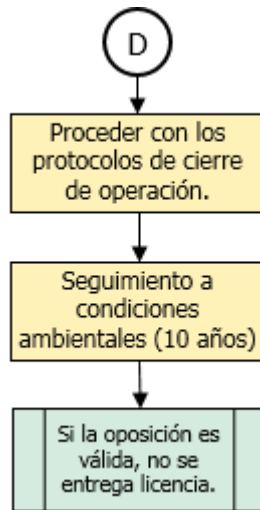 D
Proceder con los
protocolos de cierre
de operación.
Seguimiento a
condiciones
ambientales (10 años)
Si la oposición es
válida, no se
entrega licencia.